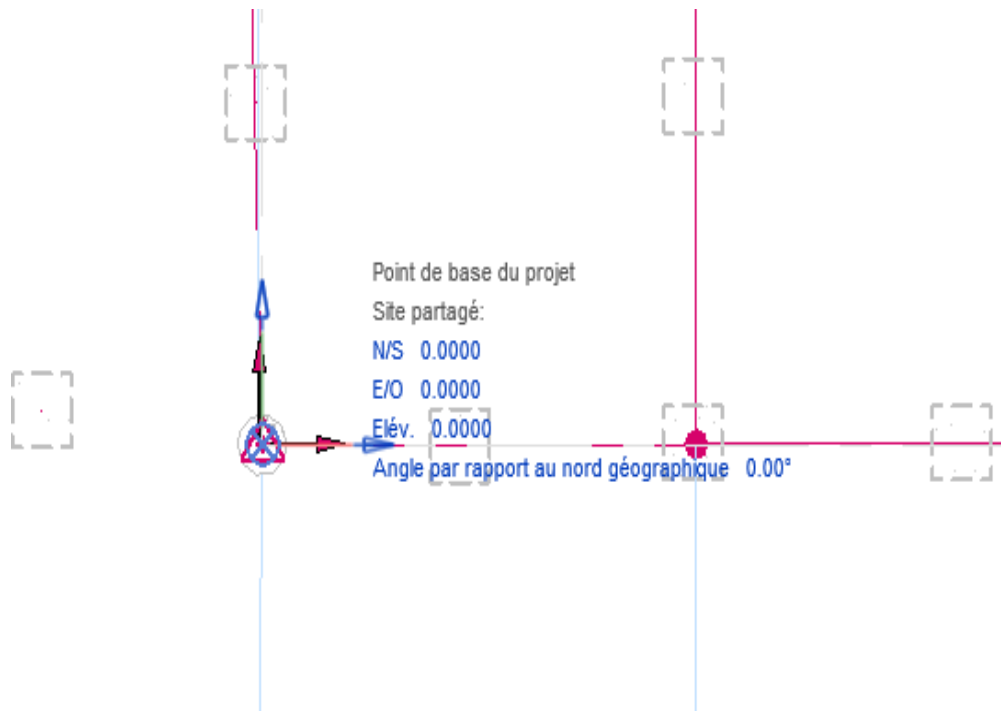 Point de base du projet
Site partagé:
N/S 0.0000
E/O 0.0000
Elév. 0.0000
Angle par rapport au nord géographique 0.00°